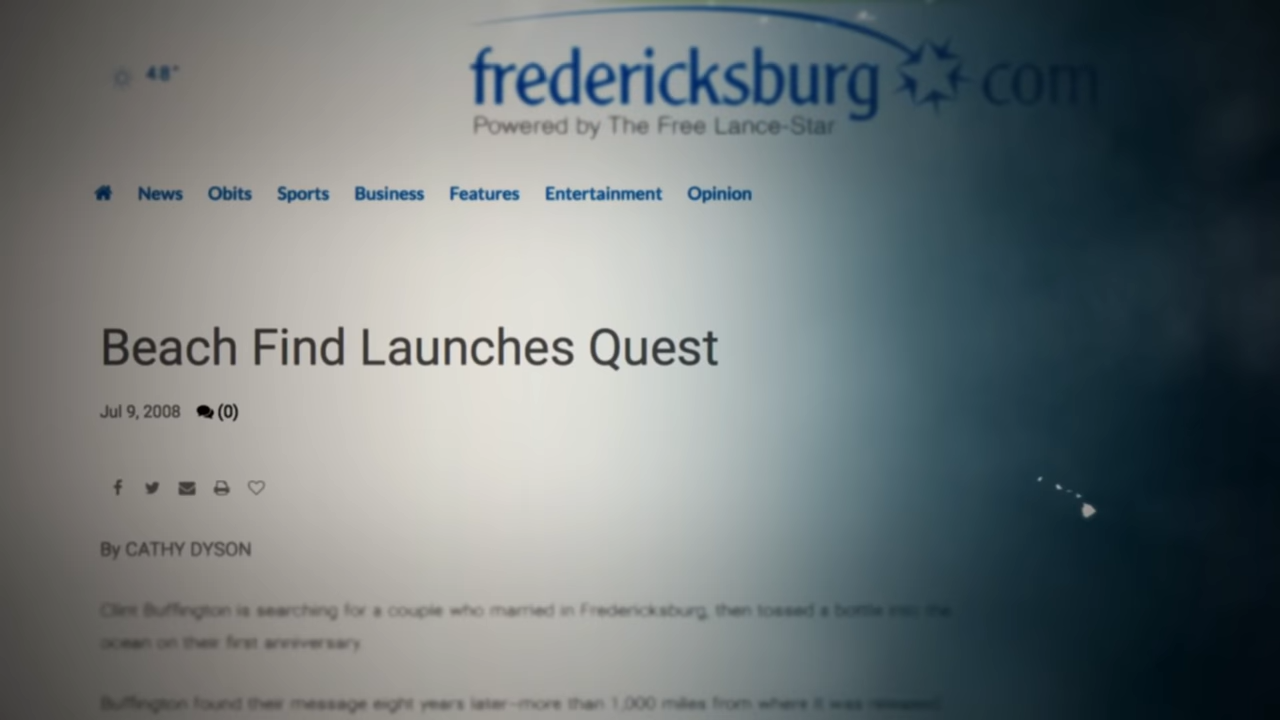 48°
fredericksburg com
Powered by The Free Lance-Star
News Obits Sports Business Features Entertainment Opinion
Beach Find Launches Quest
Jul 9, 2008 (0)
By CATHY DYSON
Clint Buffington is searching for a couple who married in Fredericksburg, then tossed a bottle into the
ocean on their first anniversary.
Buffington found their message eight years later–more than 1,000 miles from where it was released.